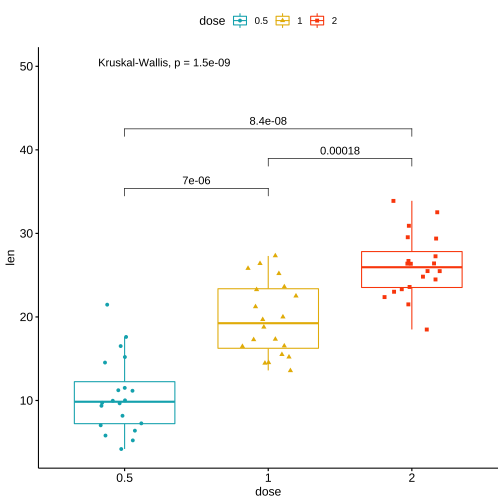 dose 0.5 1 2
Kruskal-Wallis, p = 1.5e-09
8.4e-08
0.00018
7e-06
50
40
30
20
10
len
0.5 1 2
dose